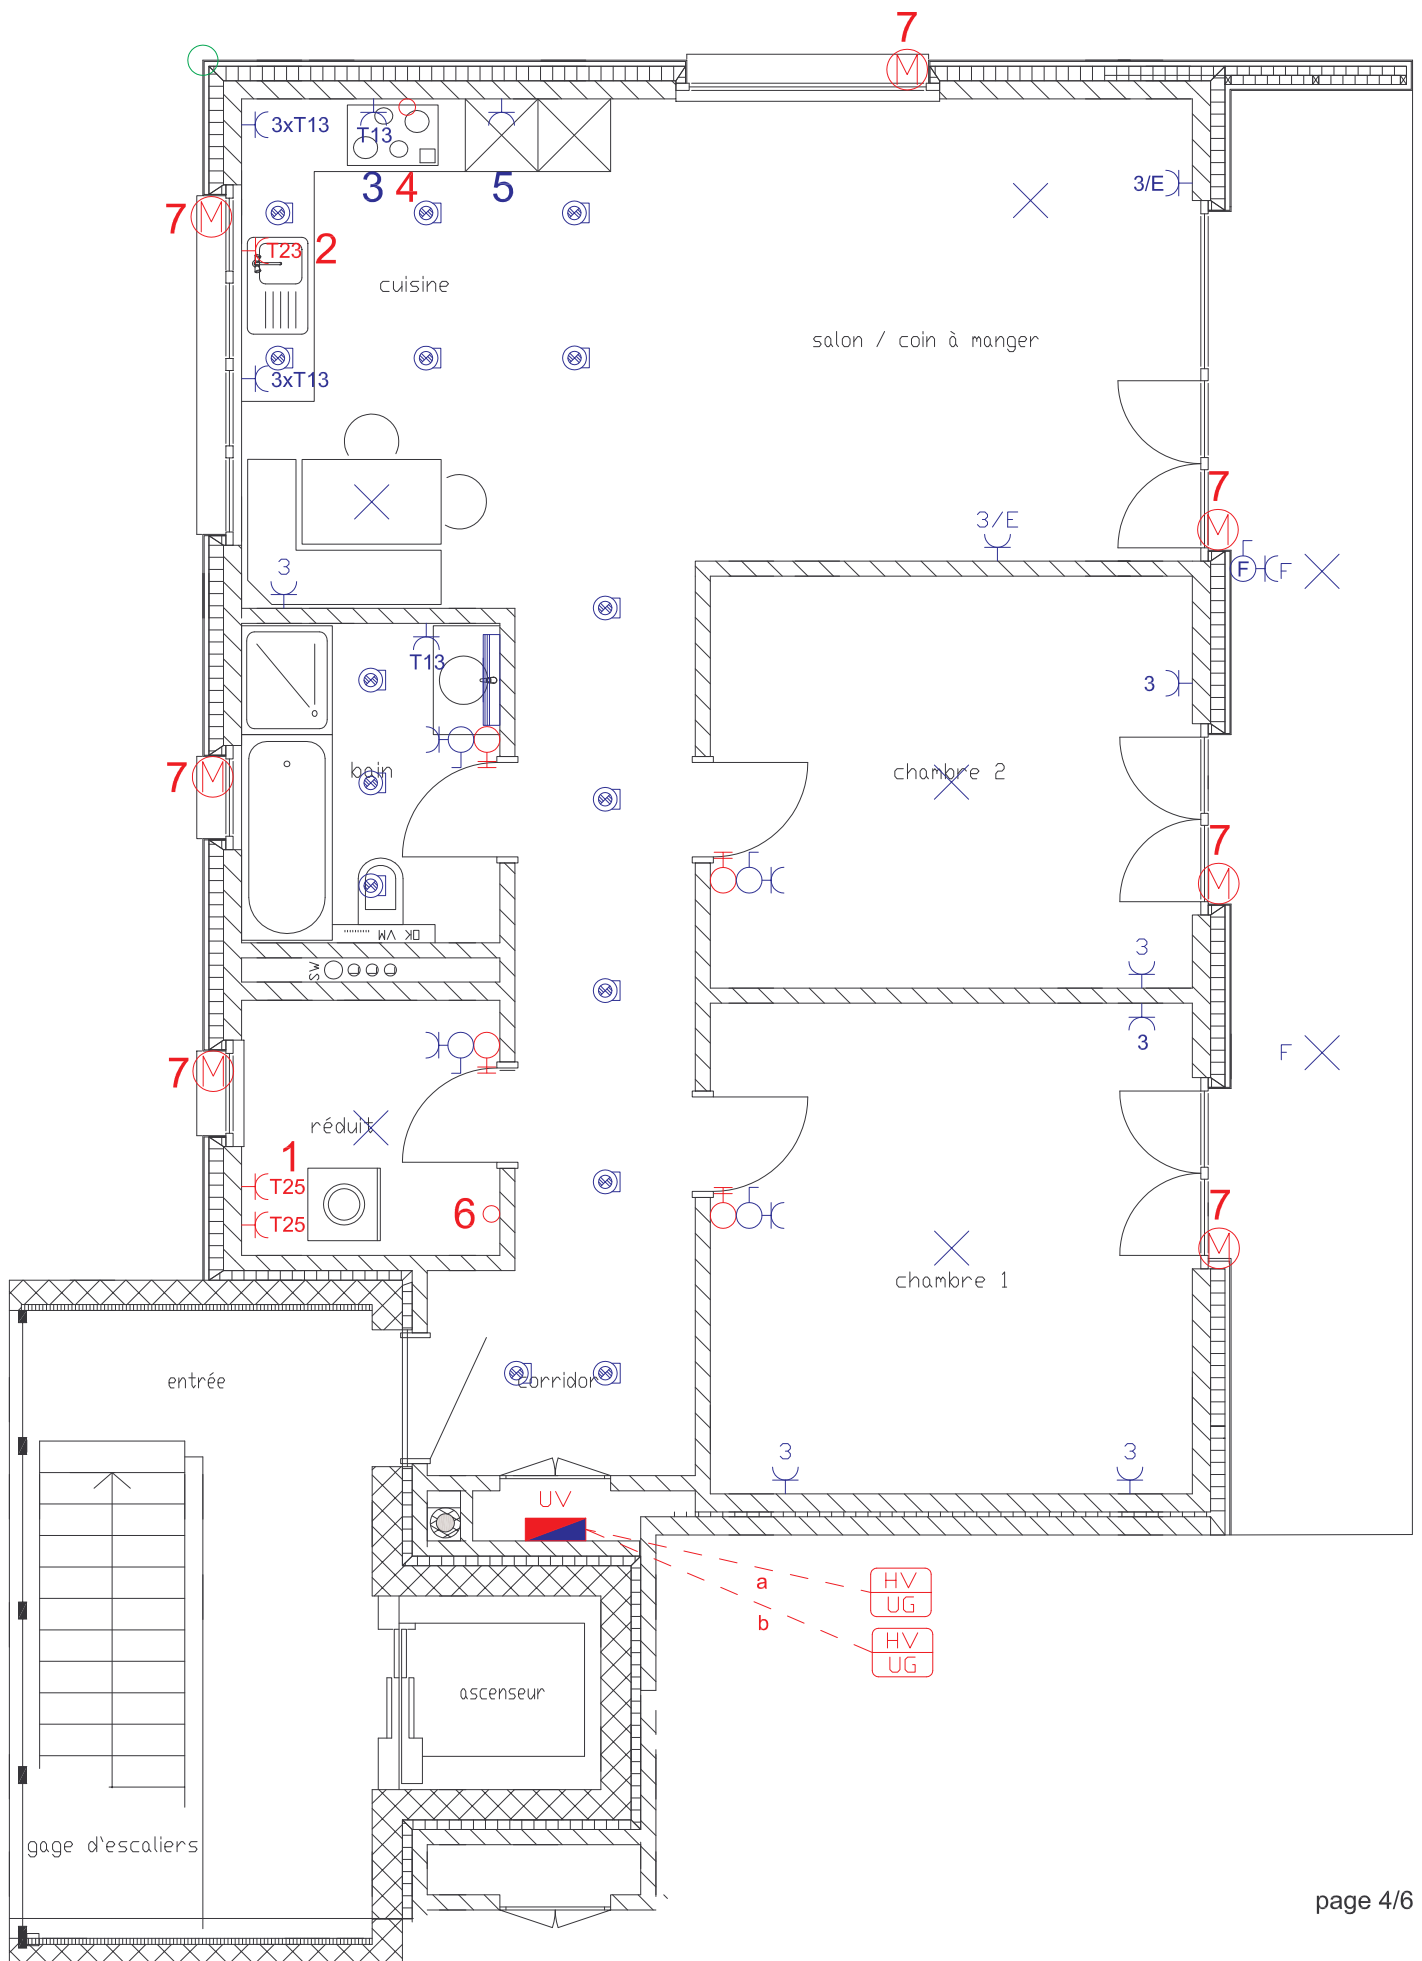 7
M
3xT13
T13
3 4 5
3/E
7
M
T23
2
cuisine
salon / coin à manger
3xT13
7
M
3/E
F
F
3
T13
3
7
M
bain
chambre 2
7
M
OK VM
3
SW
3
F
7
M
réduit
1
T25
T25
6
7
M
chambre 1
entrée
corridor
3
3
UV
a
HV
UG
b
HV
UG
ascenseur
gage d'escaliers
page 4/6